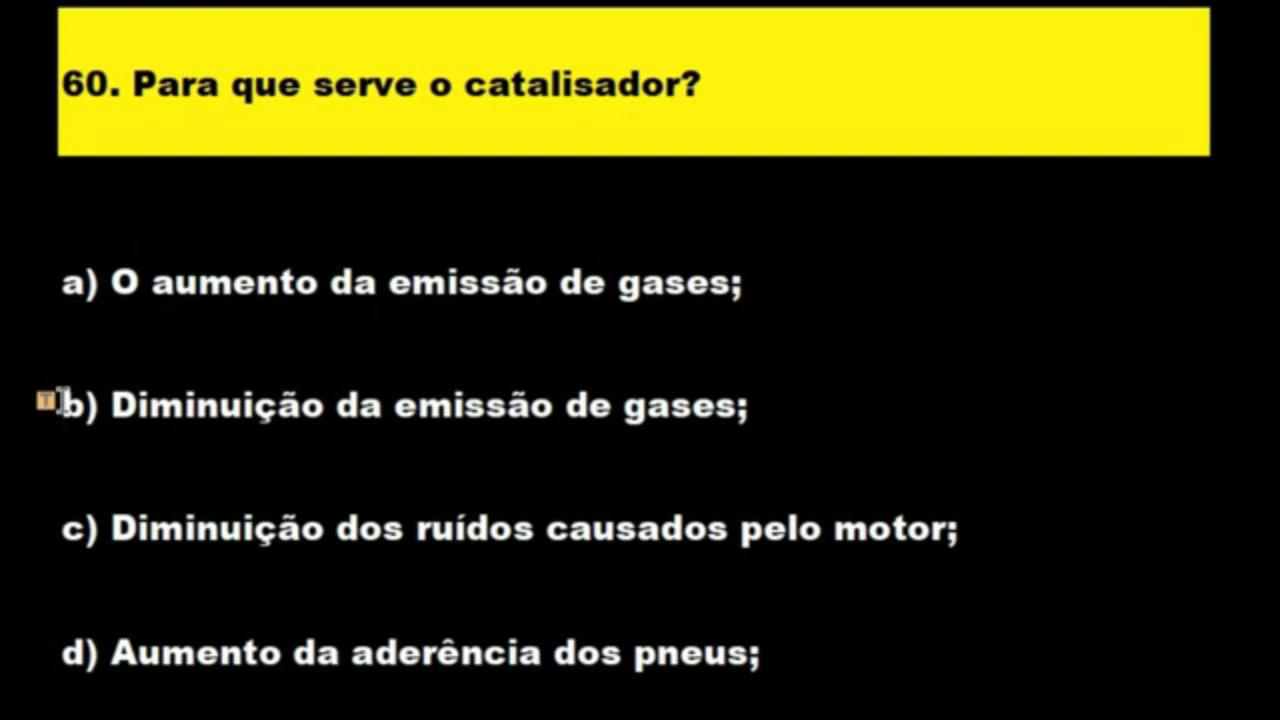 60. Para que serve o catalisador?
a) O aumento da emissão de gases;
b) Diminuição da emissão de gases;
c) Diminuição dos ruídos causados pelo motor;
d) Aumento da aderência dos pneus;